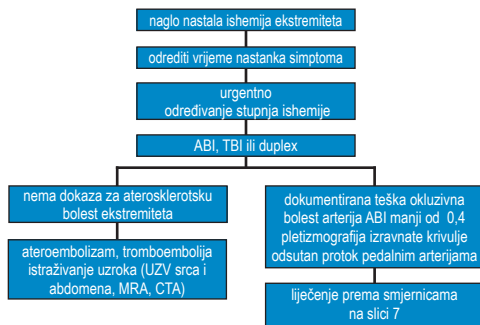 naglo nastala ishemija ekstremiteta
odrediti vrijeme nastanka simptoma
urgentno
određivanje stupnja ishemije
ABI, TBI ili duplex
nema dokaza za aterosklerotsku
bolest ekstremiteta
ateroembolizam, tromboembolija
istraživanje uzroka (UZV srca i
abdomena, MRA, CTA)
dokumentirana teška okluzivna
bolest arterija ABI manji od 0,4
pletizmografija izravnate krivulje
odsutan protok pedalnim arterijama
liječenje prema smjernicama
na slici 7